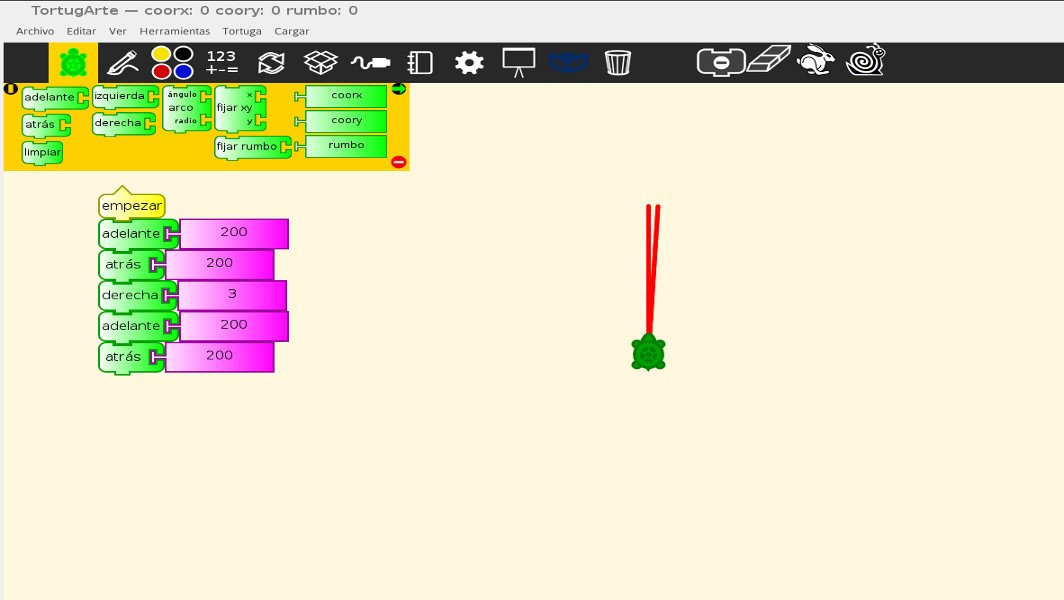 TortugArte — coorx: 0 coory: 0 rumbo: 0
Archivo Editar Ver Herramientas Tortuga Cargar
123
+-=
adelante izquierda ángulo arco radio fijar xy x y coorx
atrás derecha coory
limpiar fijar rumbo rumbo
empezar
adelante 200
atrás 200
derecha 3
adelante 200
atrás 200